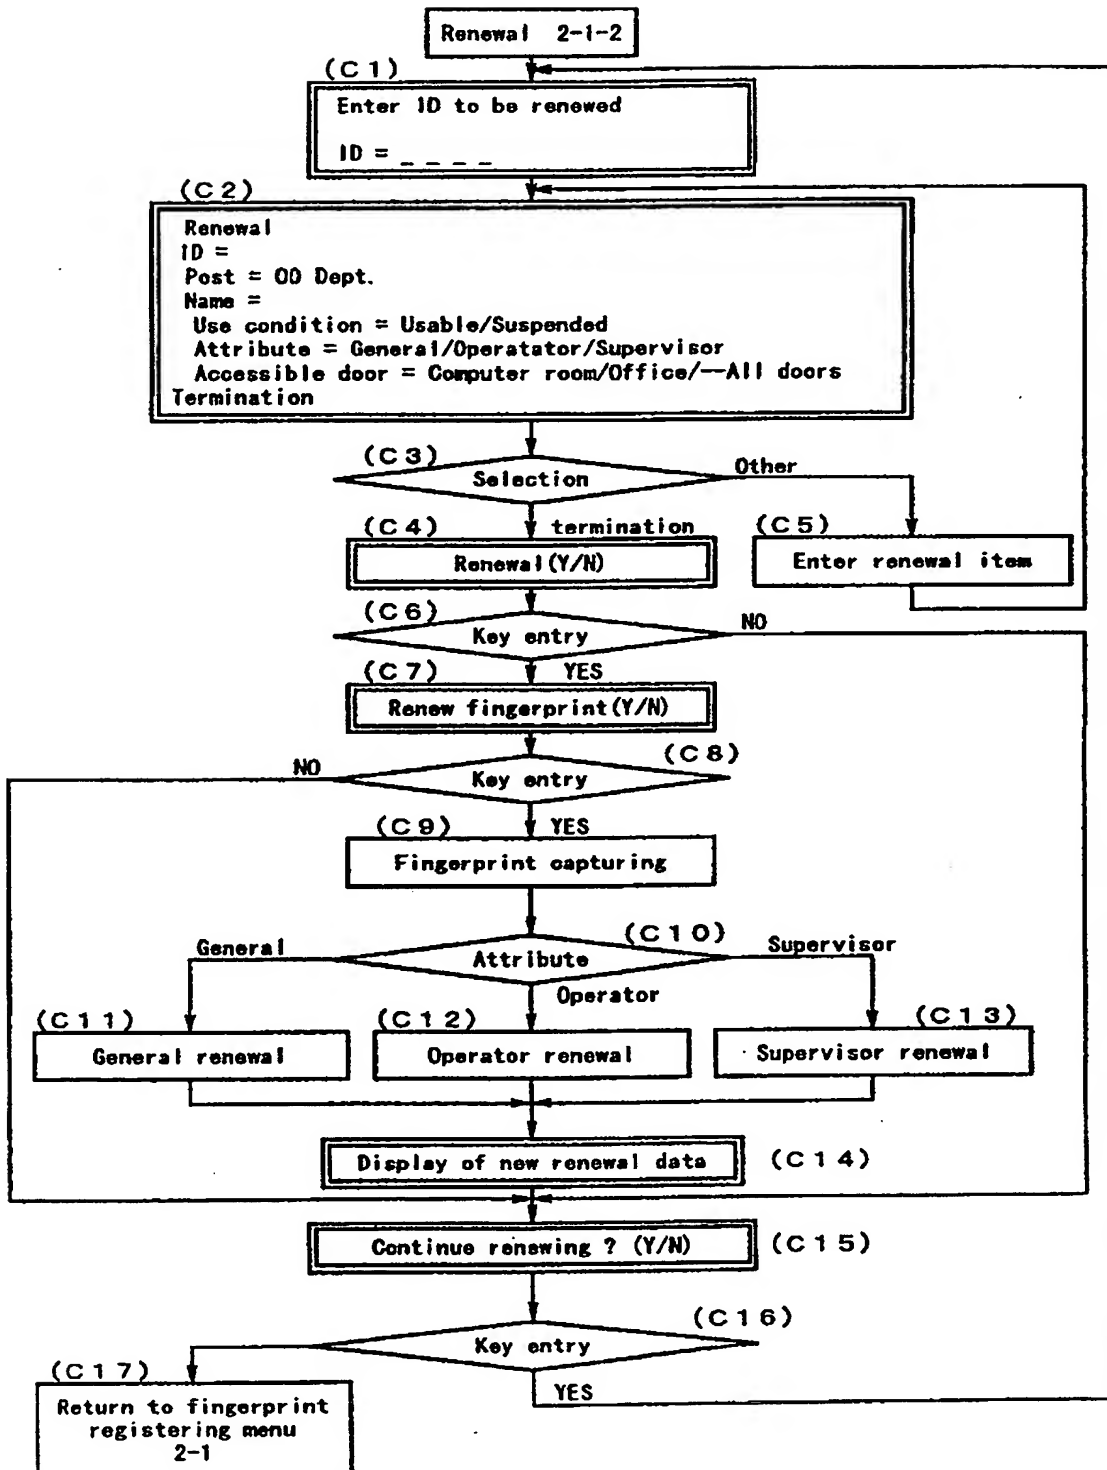 Renewal 2-1-2
(C1)
Enter ID to be renewed
ID = _ _ _ _
(C2)
Renewal
ID =
Post = OO Dept.
Name =
Use condition = Usable/Suspended
Attribute = General/Operatator/Supervisor
Accessible door = Computer room/Office/—All doors
Termination
(C3)
Selection
Other
(C4)
termination
(C5)
Renewal(Y/N)
Enter renewal item
(C6)
Key entry
NO
(C7)
YES
Renew fingerprint(Y/N)
(C8)
NO
Key entry
(C9)
YES
Fingerprint capturing
(C10)
General
Attribute
Supervisor
Operator
(C11)
(C12)
(C13)
General renewal
Operator renewal
Supervisor renewal
Display of new renewal data
(C14)
Continue renewing ? (Y/N)
(C15)
(C16)
Key entry
(C17)
YES
Return to fingerprint
registering menu
2-1